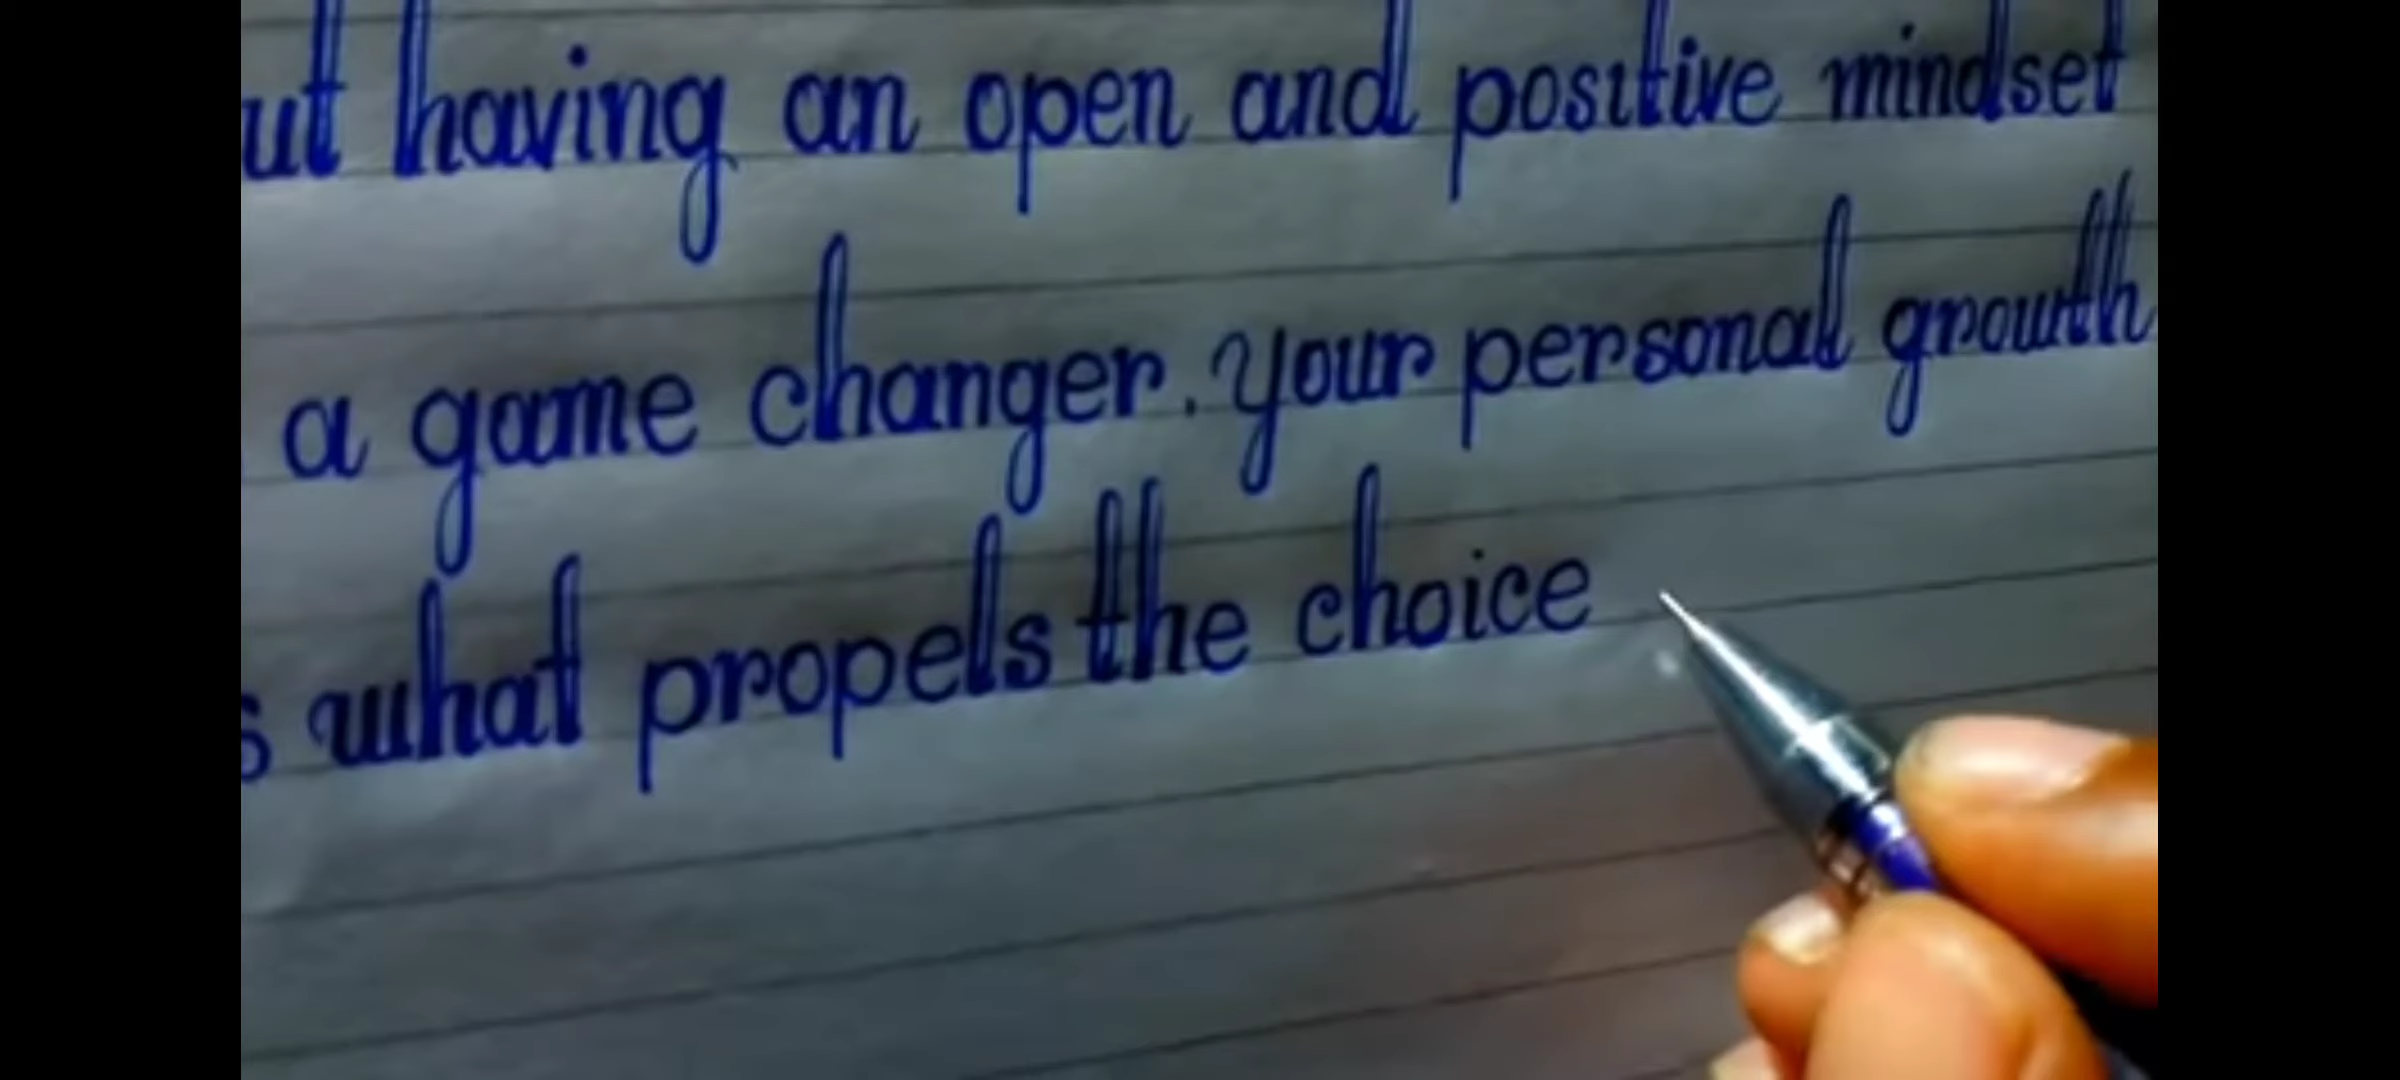 ut having an open and positive mindset
a game changer. your personal growth
s what propels the choice